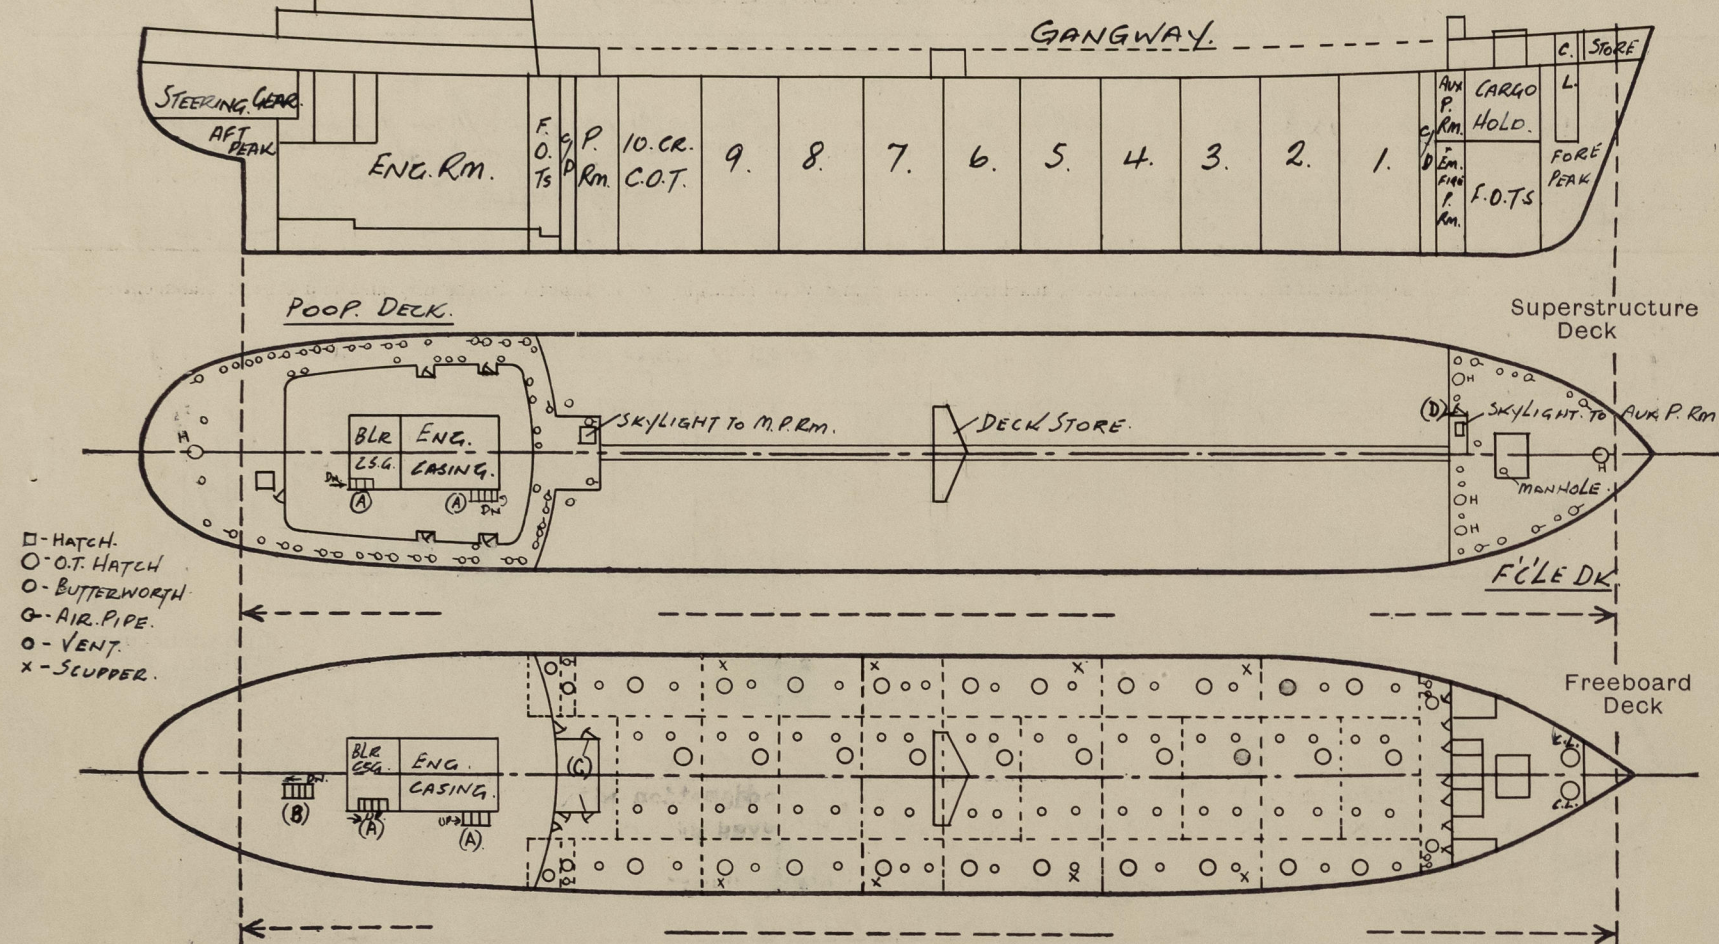 GANGWAY.
C. STORE
L.
STEERING. GEAR.
AFT
PEAK
ENG. RM.
F.
O.
TS
C/D
P.
RM.
10. CR.
C.O.T.
9.
8.
7.
6.
5.
4.
3.
2.
1.
C/D
AUX
P.
RM.
EM.
FIRE
P.
RM.
CARGO
HOLD.
F.O.TS
FORE
PEAK
POOP. DECK.
Superstructure
Deck
SKYLIGHT TO M.P.RM.
DECK STORE.
(D)
SKYLIGHT. TO AUX P. RM
H
H
BLR
CSG.
ENG.
CASING.
DN.
(A)
(A)
DN
H
MANHOLE.
H
H
F'C'LE DK
□ - HATCH.
O - O.T. HATCH
O - BUTTERWORTH
G - AIR. PIPE.
O - VENT.
X - SCUPPER.
Freeboard
Deck
X X X X
BLR
CSG.
ENG.
CASING.
DN.
(B)
UP
(A)
UP
(A)
(C)
C.L.
C.L.
X X X X